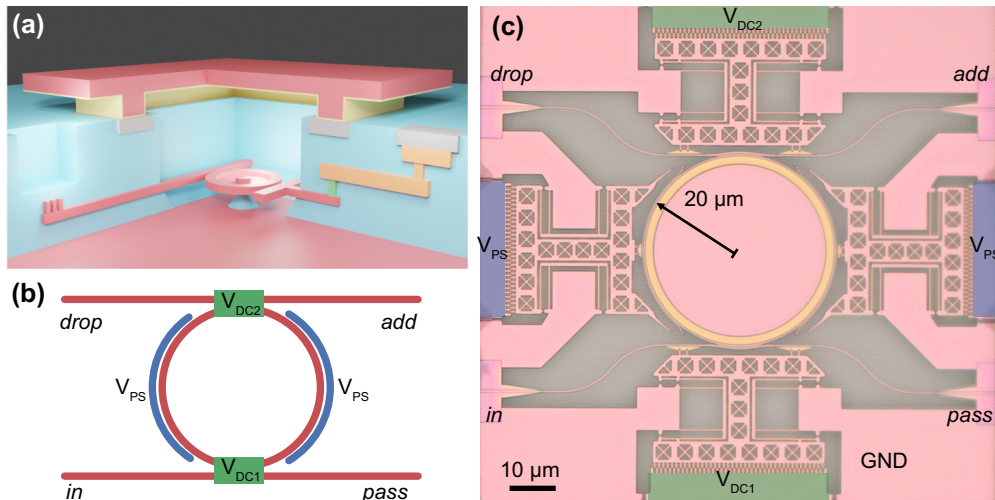 (a)
(b)
V_DC2
drop
add
V_PS
V_PS
V_DC1
in
pass
(c)
V_DC2
drop
add
20 µm
V_PS
V_PS
in
pass
10 µm
V_DC1
GND